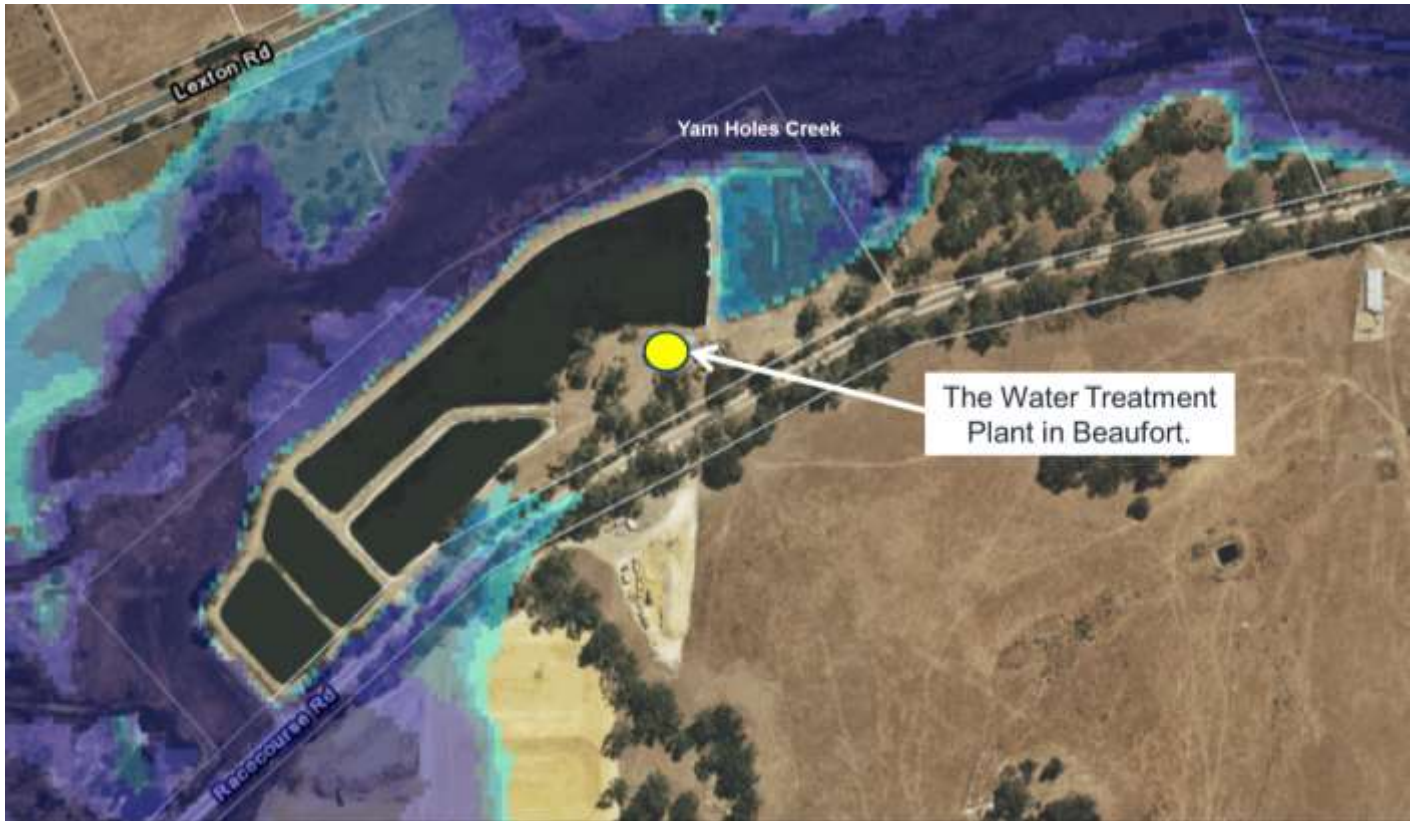 Lexton Rd
Yam Holes Creek
The Water Treatment
Plant in Beaufort.
Racecourse Rd